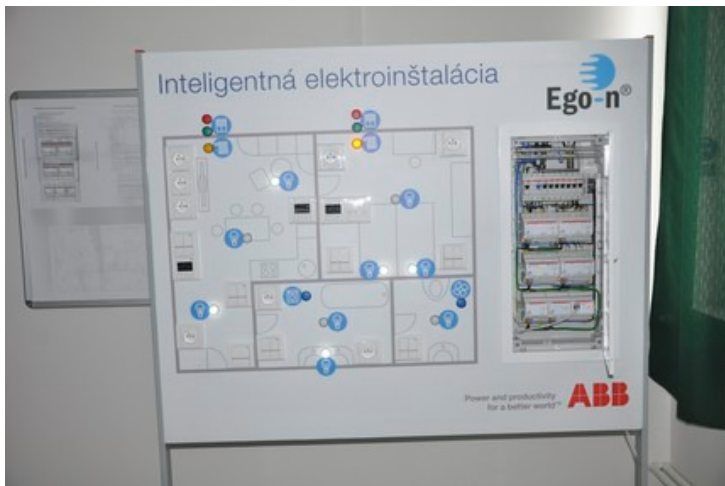 Inteligentná elektroinštalácia
Ego-n®
Power and productivity
for a better world™
ABB